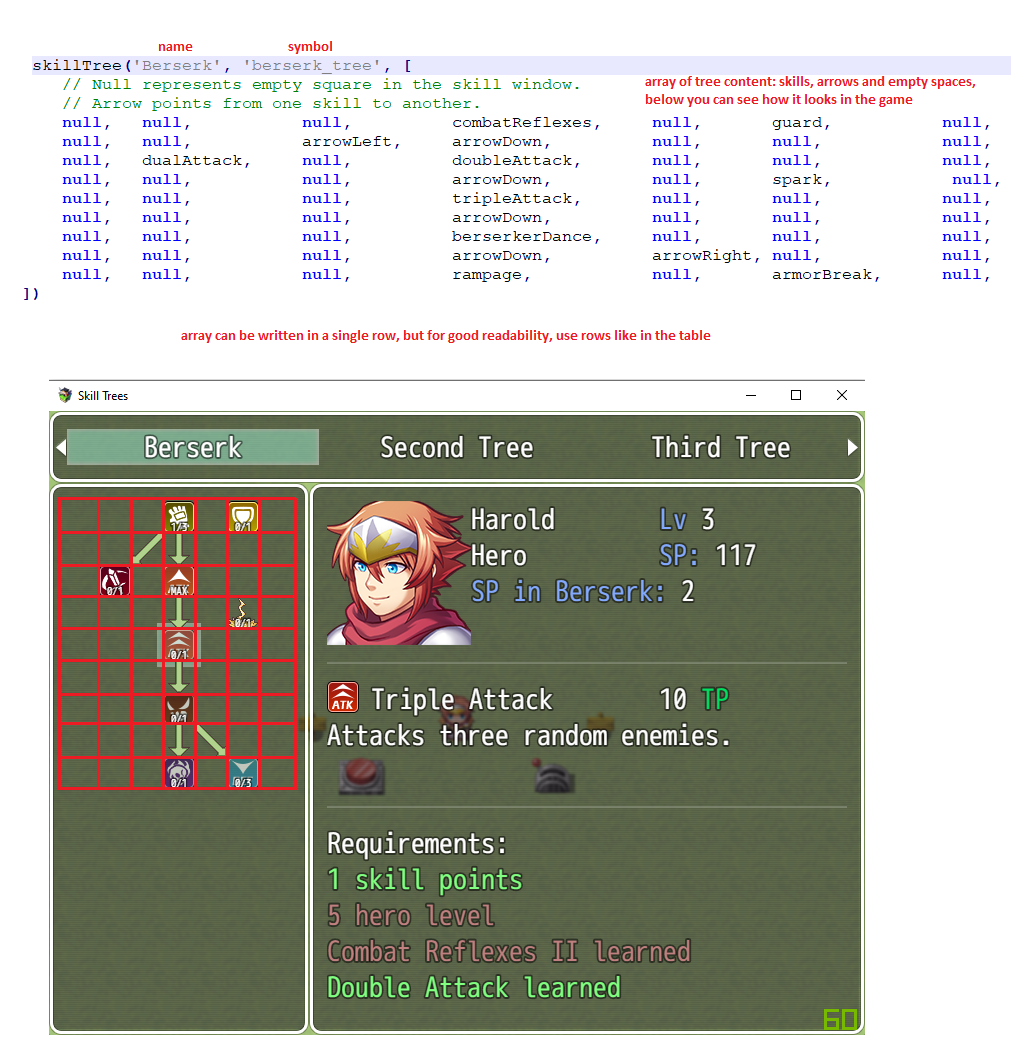 name symbol
skillTree('Berserk', 'berserk_tree', [
// Null represents empty square in the skill window.
array of tree content: skills, arrows and empty spaces,
below you can see how it looks in the game
// Arrow points from one skill to another.
null, null, null, combatReflexes, null, guard, null,
null, null, arrowLeft, arrowDown, null, null, null,
null, dualAttack, null, doubleAttack, null, null, null,
null, null, null, arrowDown, null, spark, null,
null, null, null, tripleAttack, null, null, null,
null, null, null, arrowDown, null, null, null,
null, null, null, berserkerDance, null, null, null,
null, null, null, arrowDown, arrowRight, null, null,
null, null, null, rampage, null, armorBreak, null,
])
array can be written in a single row, but for good readability, use rows like in the table
Skill Trees
Berserk Second Tree Third Tree
1/3 0/1
0/1 MAX
0/1
0/1
0/1
0/1 0/3
Harold Lv 3
Hero SP: 117
SP in Berserk: 2
ATK Triple Attack 10 TP
Attacks three random enemies.
Requirements:
1 skill points
5 hero level
Combat Reflexes II learned
Double Attack learned
60